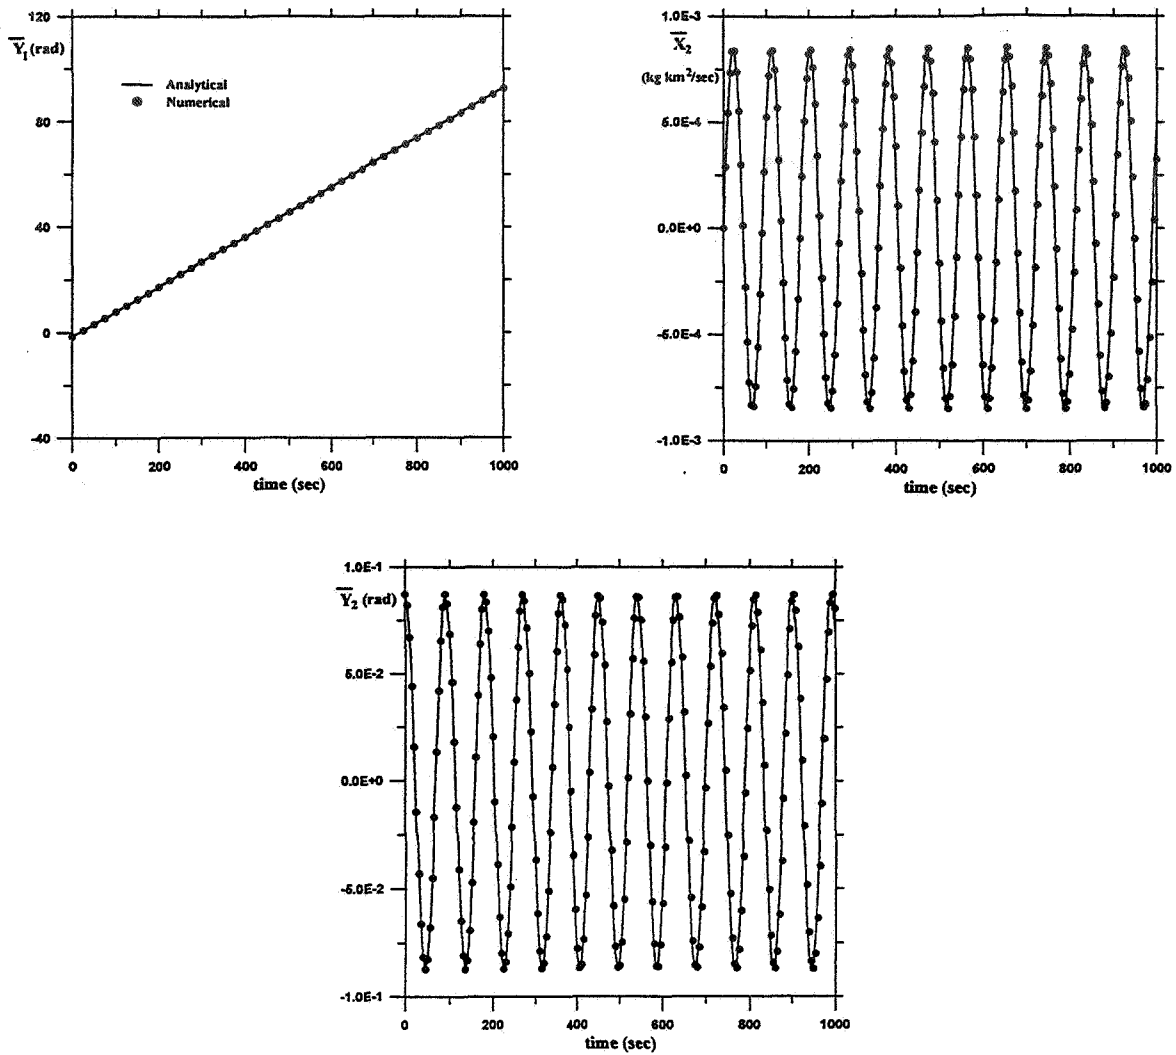 120
Y̅₁ (rad)
Analytical
Numerical
80
40
0
-40
0 200 400 600 800 1000
time (sec)
1.0E-3
X̅₂
(kg km²/sec)
5.0E-4
0.0E+0
-5.0E-4
-1.0E-3
0 200 400 600 800 1000
time (sec)
1.0E-1
Y̅₂ (rad)
5.0E-2
0.0E+0
-5.0E-2
-1.0E-1
0 200 400 600 800 1000
time (sec)